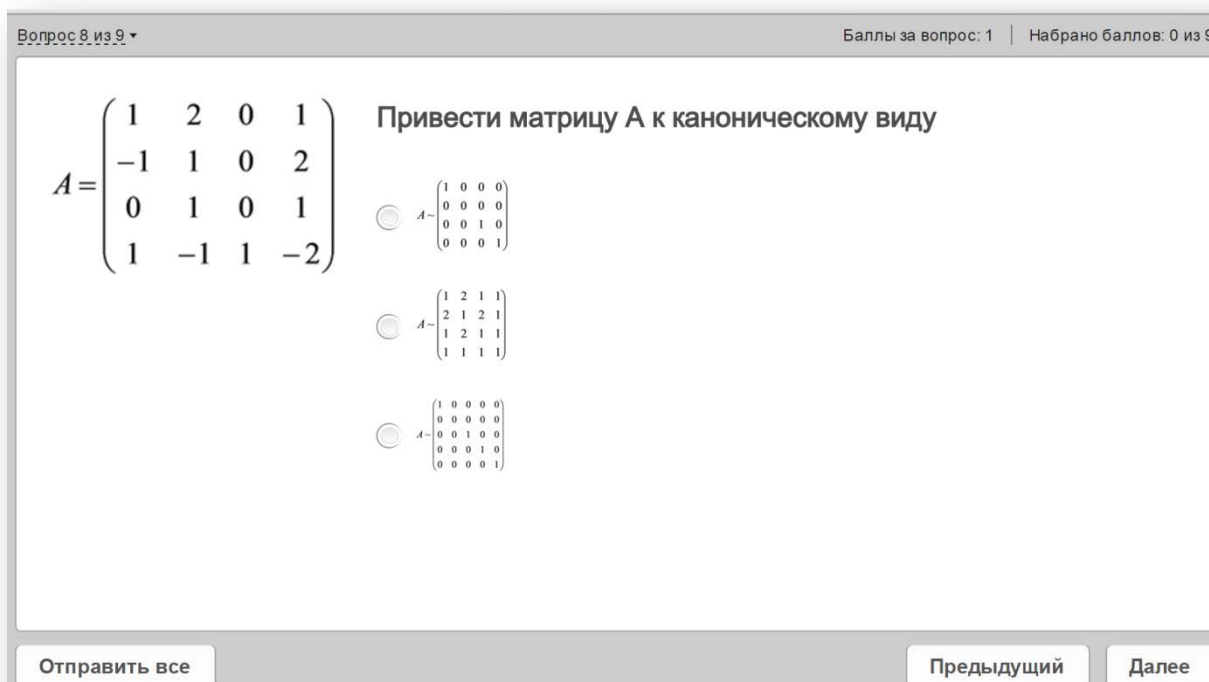 Вопрос 8 из 9
Баллы за вопрос: 1 | Набрано баллов: 0 из 9
Привести матрицу А к каноническому виду
A =
1 2 0 1
−1 1 0 2
0 1 0 1
1 −1 1 −2
A ~
1 0 0 0
0 0 0 0
0 0 1 0
0 0 0 1
A ~
1 2 1 1
2 1 2 1
1 2 1 1
1 1 1 1
A ~
1 0 0 0 0
0 0 0 0 0
0 0 1 0 0
0 0 0 1 0
0 0 0 0 1
Отправить все
Предыдущий
Далее